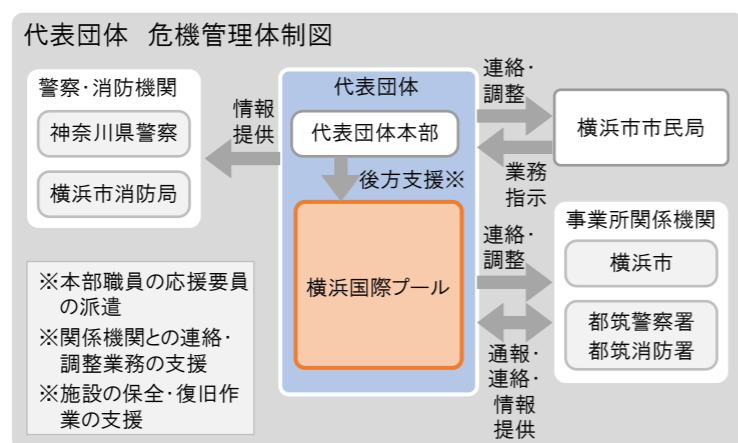 代表団体 危機管理体制図
警察・消防機関
神奈川県警察
横浜市消防局
情報
提供
代表団体
代表団体本部
後方支援※
横浜国際プール
連絡・
調整
業務
指示
横浜市市民局
連絡・
調整
通報・
連絡・
情報
提供
事業所関係機関
横浜市
都筑警察署
都筑消防署
※本部職員の応援要員
の派遣
※関係機関との連絡・
調整業務の支援
※施設の保全・復旧作
業の支援